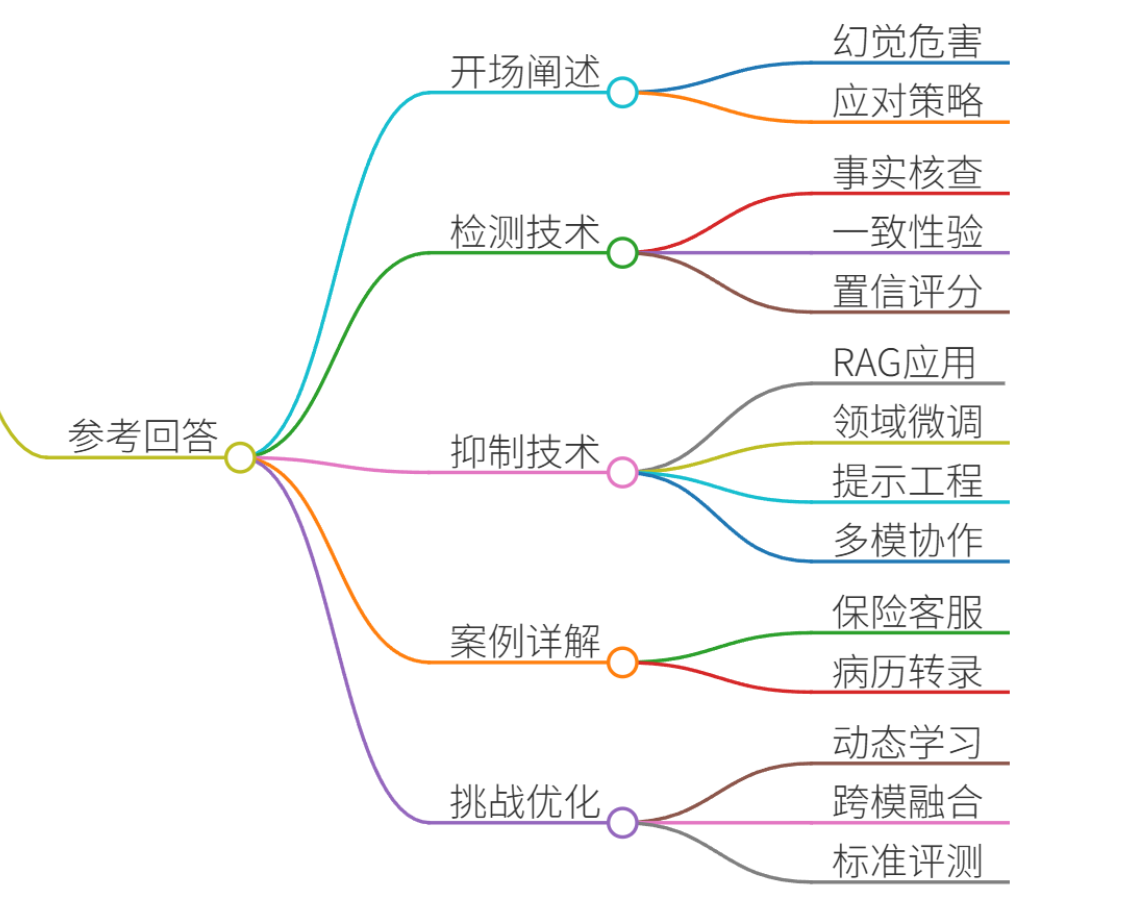 参考回答
开场阐述
幻觉危害
应对策略
检测技术
事实核查
一致性验
置信评分
抑制技术
RAG应用
领域微调
提示工程
多模协作
案例详解
保险客服
病历转录
挑战优化
动态学习
跨模融合
标准评测